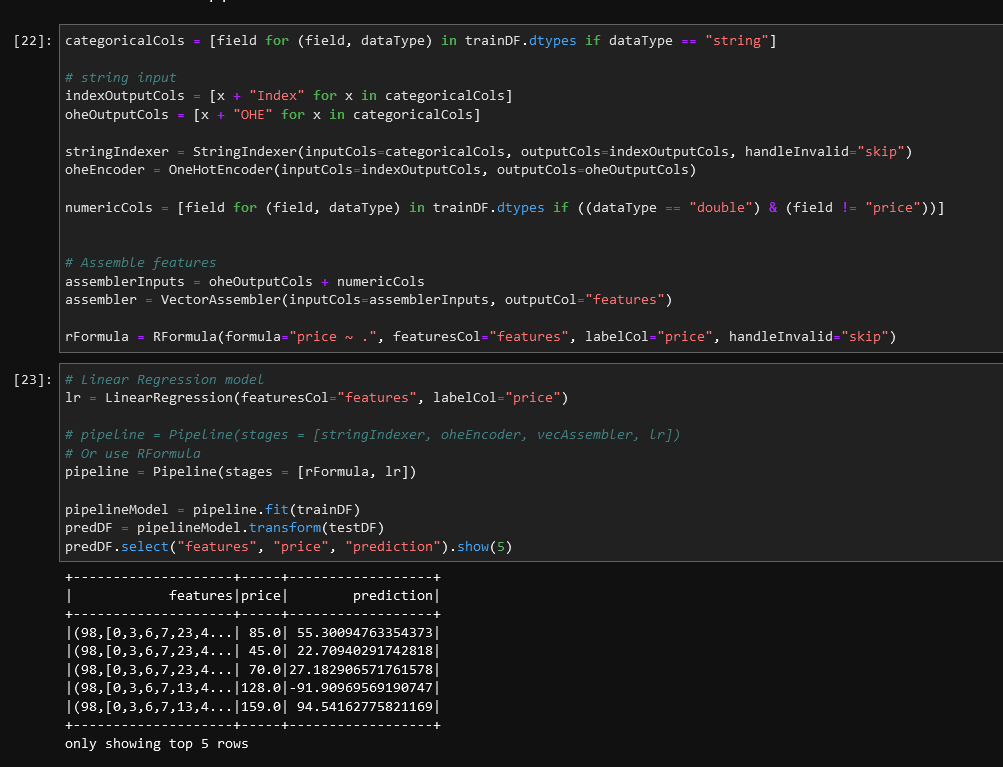 [22]: categoricalCols = [field for (field, dataType) in trainDF.dtypes if dataType == "string"]
# string input
indexOutputCols = [x + "Index" for x in categoricalCols]
oheOutputCols = [x + "OHE" for x in categoricalCols]
stringIndexer = StringIndexer(inputCols=categoricalCols, outputCols=indexOutputCols, handleInvalid="skip")
oheEncoder = OneHotEncoder(inputCols=indexOutputCols, outputCols=oheOutputCols)
numericCols = [field for (field, dataType) in trainDF.dtypes if ((dataType == "double") & (field != "price"))]
# Assemble features
assemblerInputs = oheOutputCols + numericCols
assembler = VectorAssembler(inputCols=assemblerInputs, outputCol="features")
rFormula = RFormula(formula="price ~ .", featuresCol="features", labelCol="price", handleInvalid="skip")
[23]: # Linear Regression model
lr = LinearRegression(featuresCol="features", labelCol="price")
# pipeline = Pipeline(stages = [stringIndexer, oheEncoder, vecAssembler, lr])
# Or use RFormula
pipeline = Pipeline(stages = [rFormula, lr])
pipelineModel = pipeline.fit(trainDF)
predDF = pipelineModel.transform(testDF)
predDF.select("features", "price", "prediction").show(5)
+--------------------+-----+------------------+
|            features|price|        prediction|
+--------------------+-----+------------------+
|(98,[0,3,6,7,23,4...| 85.0| 55.30094763354373|
|(98,[0,3,6,7,23,4...| 45.0| 22.70940291742818|
|(98,[0,3,6,7,23,4...| 70.0|27.182906571761578|
|(98,[0,3,6,7,13,4...|128.0|-91.90969569190747|
|(98,[0,3,6,7,13,4...|159.0| 94.54162775821169|
+--------------------+-----+------------------+
only showing top 5 rows